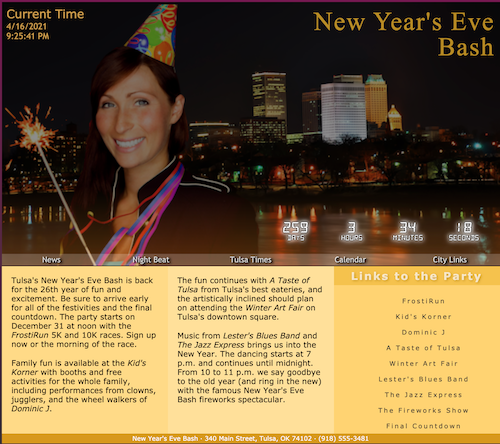 Current Time
4/16/2021
9:25:41 PM
New Year's Eve
Bash
259 3 34 18
DAYS HOURS MINUTES SECONDS
News Night Beat Tulsa Times Calendar City Links
Tulsa's New Year's Eve Bash is back
for the 26th year of fun and
excitement. Be sure to arrive early
for all of the festivities and the final
countdown. The party starts on
December 31 at noon with the
FrostiRun 5K and 10K races. Sign up
now or the morning of the race.
Family fun is available at the Kid's
Korner with booths and free
activities for the whole family,
including performances from clowns,
jugglers, and the wheel walkers of
Dominic J.
The fun continues with A Taste of
Tulsa from Tulsa's best eateries, and
the artistically inclined should plan
on attending the Winter Art Fair on
Tulsa's downtown square.
Music from Lester's Blues Band and
The Jazz Express brings us into the
New Year. The dancing starts at 7
p.m. and continues until midnight.
From 10 to 11 p.m. we say goodbye
to the old year (and ring in the new)
with the famous New Year's Eve
Bash fireworks spectacular.
Links to the Party
FrostiRun
Kid's Korner
Dominic J
A Taste of Tulsa
Winter Art Fair
Lester's Blues Band
The Jazz Express
The Fireworks Show
Final Countdown
New Year's Eve Bash · 340 Main Street, Tulsa, OK 74102 · (918) 555-3481